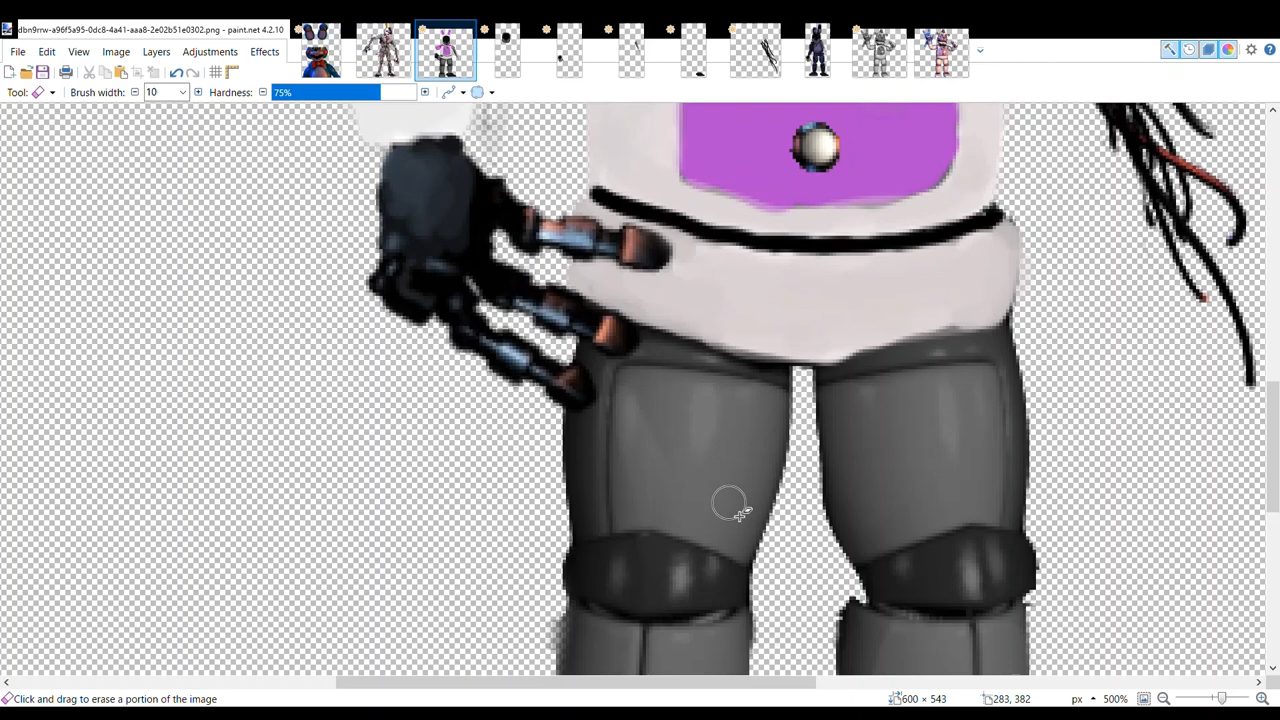 dbn9rrw-a96f5a95-0dc8-4a41-aaa8-2e02b51e0302.png - paint.net 4.2.10
File Edit View Image Layers Adjustments Effects
Tool: Brush width: 10 Hardness: 75%
Click and drag to erase a portion of the image 600 × 543 283, 382 px 500%